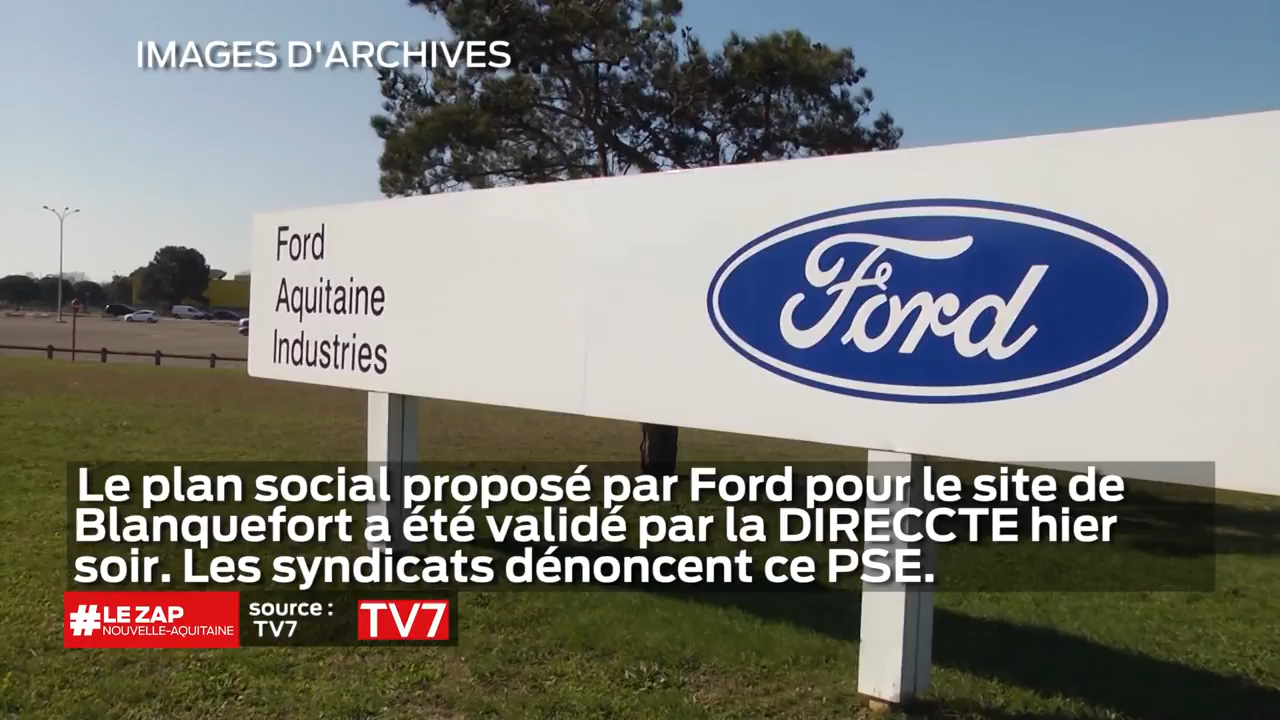 IMAGES D'ARCHIVES
Ford
Aquitaine
Industries
Ford
Le plan social proposé par Ford pour le site de
Blanquefort a été validé par la DIRECCTE hier
soir. Les syndicats dénoncent ce PSE.
#LE ZAP
NOUVELLE-AQUITAINE
source :
TV7
TV7